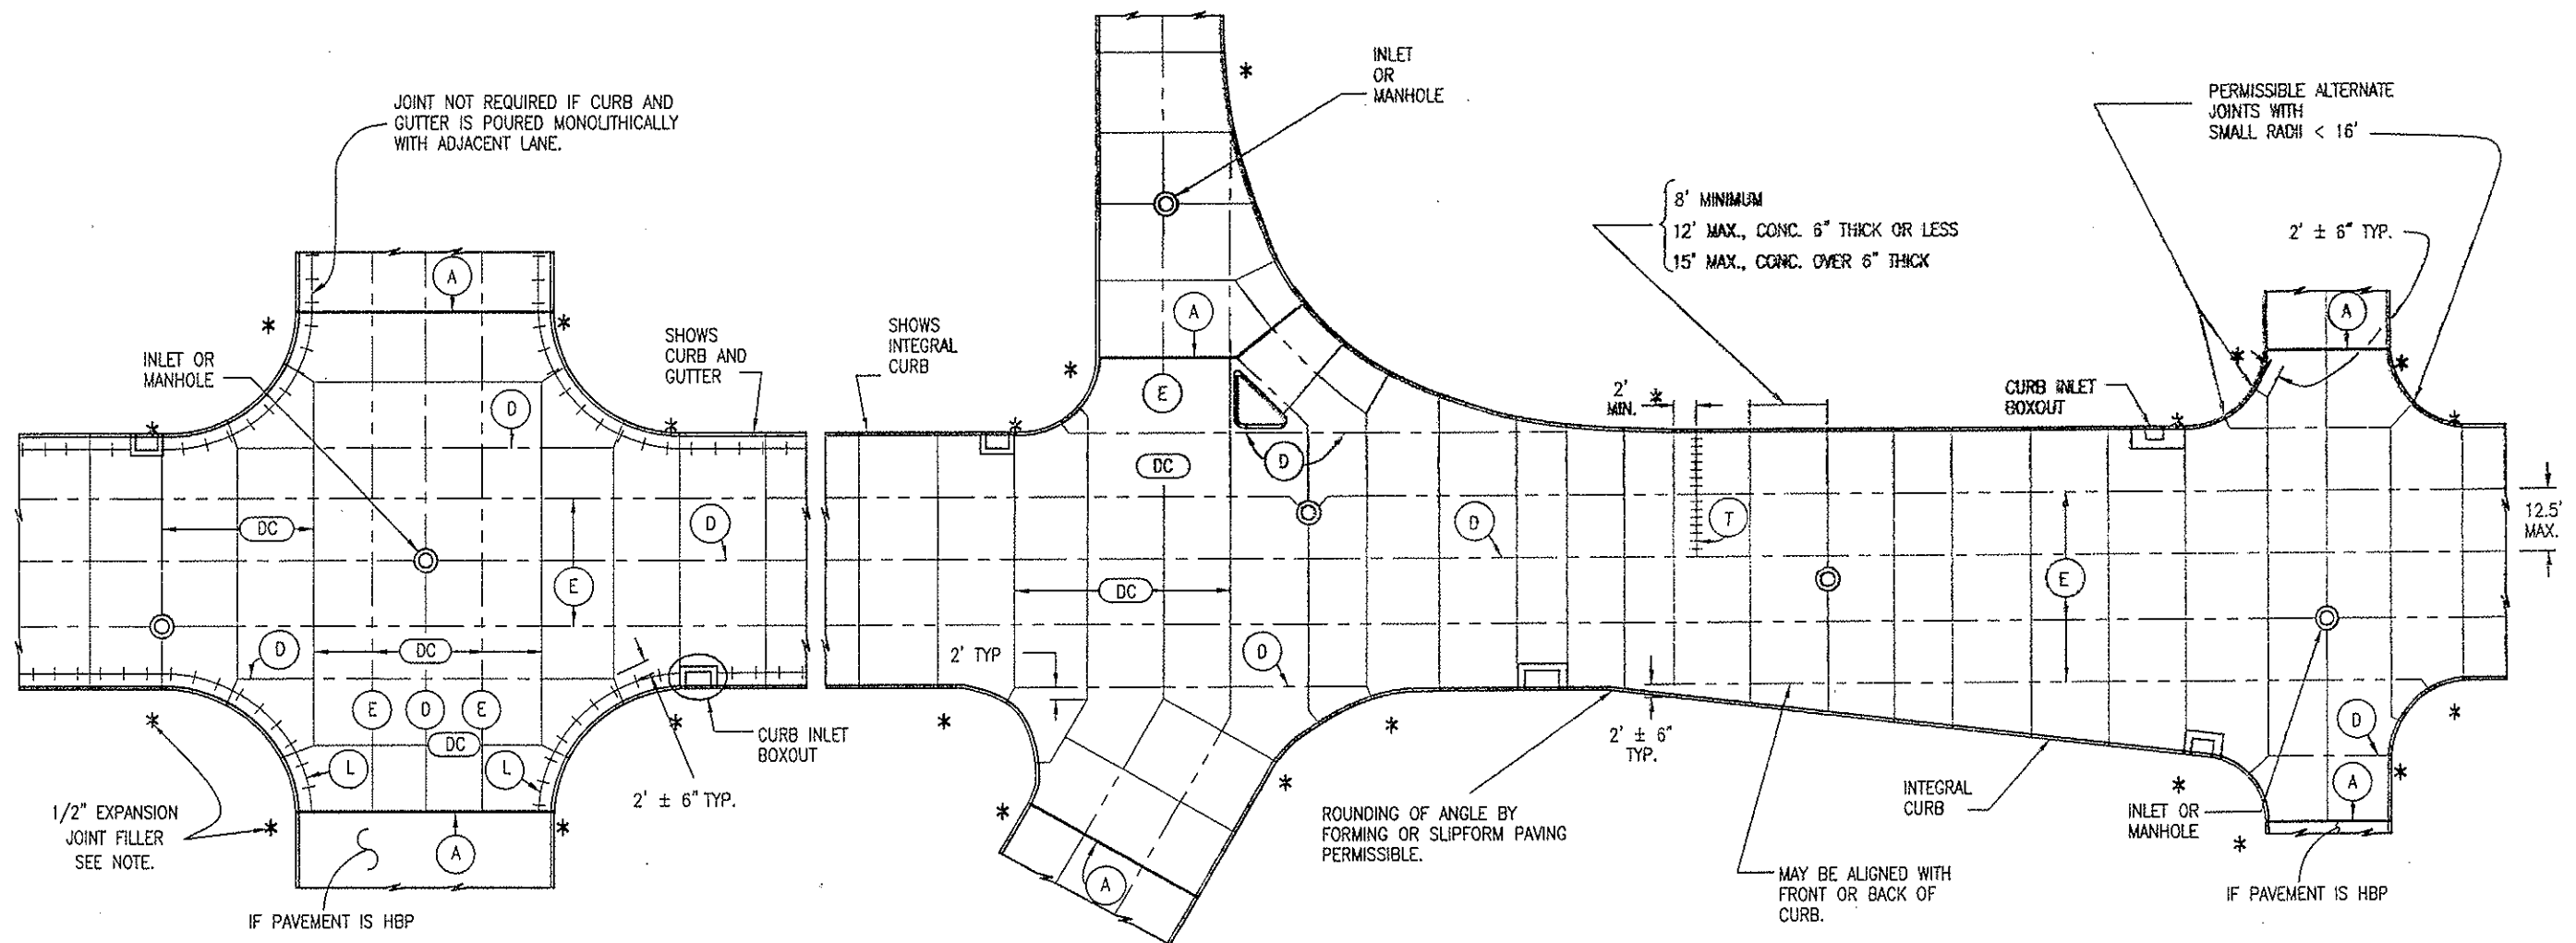 JOINT NOT REQUIRED IF CURB AND
GUTTER IS POURED MONOLITHICALLY
WITH ADJACENT LANE.
INLET OR
MANHOLE
SHOWS
CURB AND
GUTTER
A
D
DC
D
E
D
DC
E
D
E
DC
L
L
A
2' ± 6" TYP.
CURB INLET
BOXOUT
1/2" EXPANSION
JOINT FILLER
SEE NOTE.
IF PAVEMENT IS HBP
INLET
OR
MANHOLE
SHOWS
INTEGRAL
CURB
A
E
DC
D
D
DC
2' TYP
D
A
8' MINIMUM
12' MAX., CONC. 6" THICK OR LESS
15' MAX., CONC. OVER 6" THICK
2'
MIN.
T
2' ± 6"
TYP.
ROUNDING OF ANGLE BY
FORMING OR SLIPFORM PAVING
PERMISSIBLE.
MAY BE ALIGNED WITH
FRONT OR BACK OF
CURB.
INTEGRAL
CURB
PERMISSIBLE ALTERNATE
JOINTS WITH
SMALL RADII < 16'
2' ± 6" TYP.
A
CURB INLET
BOXOUT
E
12.5'
MAX.
D
A
INLET OR
MANHOLE
IF PAVEMENT IS HBP